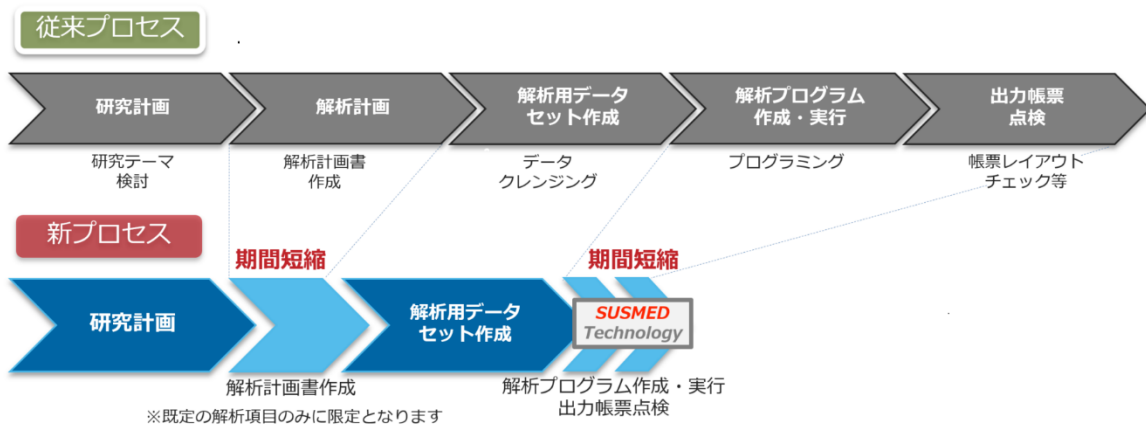 従来プロセス
研究計画
解析計画
解析用データ
セット作成
解析プログラム
作成・実行
出力帳票
点検
研究テーマ
検討
解析計画書
作成
データ
クレンジング
プログラミング
帳票レイアウト
チェック等
新プロセス
期間短縮
期間短縮
研究計画
解析用データ
セット作成
SUSMED
Technology
解析計画書作成
解析プログラム作成・実行
出力帳票点検
※既定の解析項目のみに限定となります